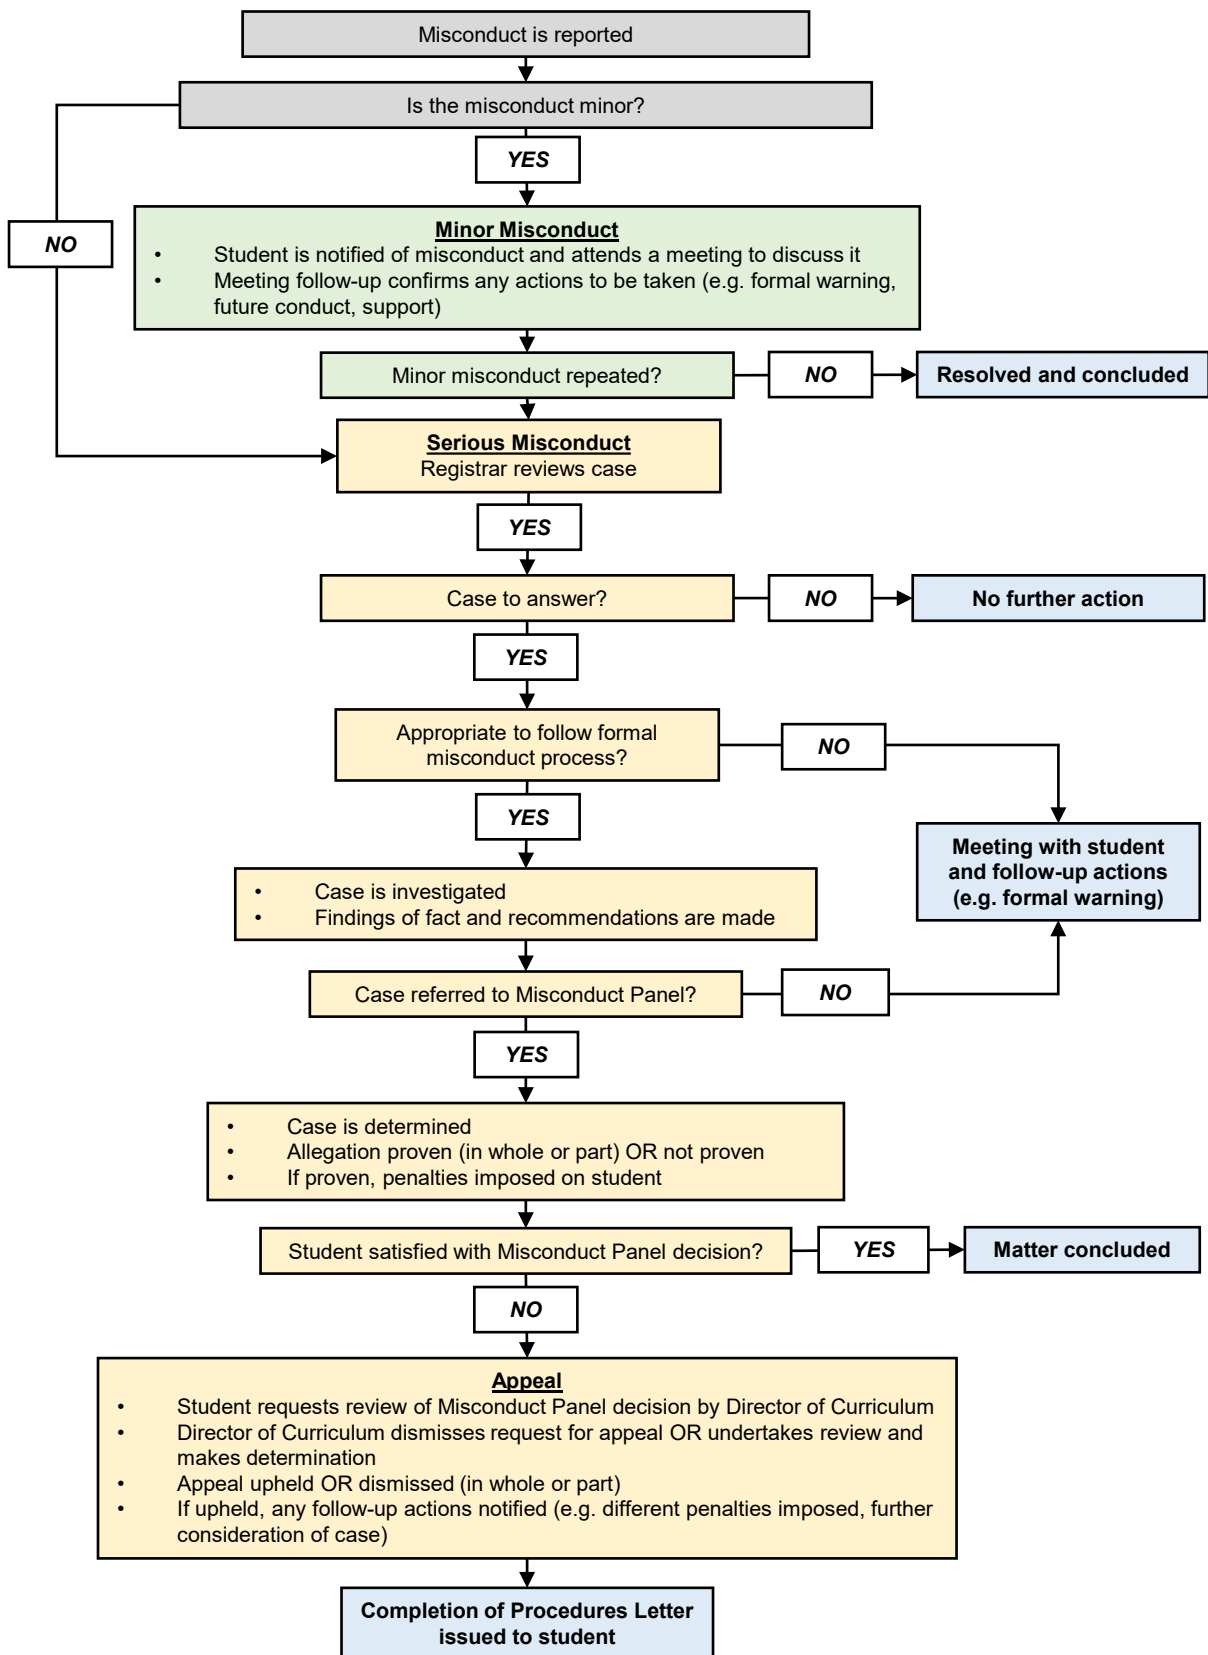 Misconduct is reported
Is the misconduct minor?
YES
NO
Minor Misconduct
• Student is notified of misconduct and attends a meeting to discuss it
• Meeting follow-up confirms any actions to be taken (e.g. formal warning,
future conduct, support)
Minor misconduct repeated?
NO
Resolved and concluded
Serious Misconduct
Registrar reviews case
YES
Case to answer?
NO
No further action
YES
Appropriate to follow formal
misconduct process?
NO
YES
Meeting with student
and follow-up actions
(e.g. formal warning)
• Case is investigated
• Findings of fact and recommendations are made
Case referred to Misconduct Panel?
NO
YES
• Case is determined
• Allegation proven (in whole or part) OR not proven
• If proven, penalties imposed on student
Student satisfied with Misconduct Panel decision?
YES
Matter concluded
NO
Appeal
• Student requests review of Misconduct Panel decision by Director of Curriculum
• Director of Curriculum dismisses request for appeal OR undertakes review and
makes determination
• Appeal upheld OR dismissed (in whole or part)
• If upheld, any follow-up actions notified (e.g. different penalties imposed, further
consideration of case)
Completion of Procedures Letter
issued to student